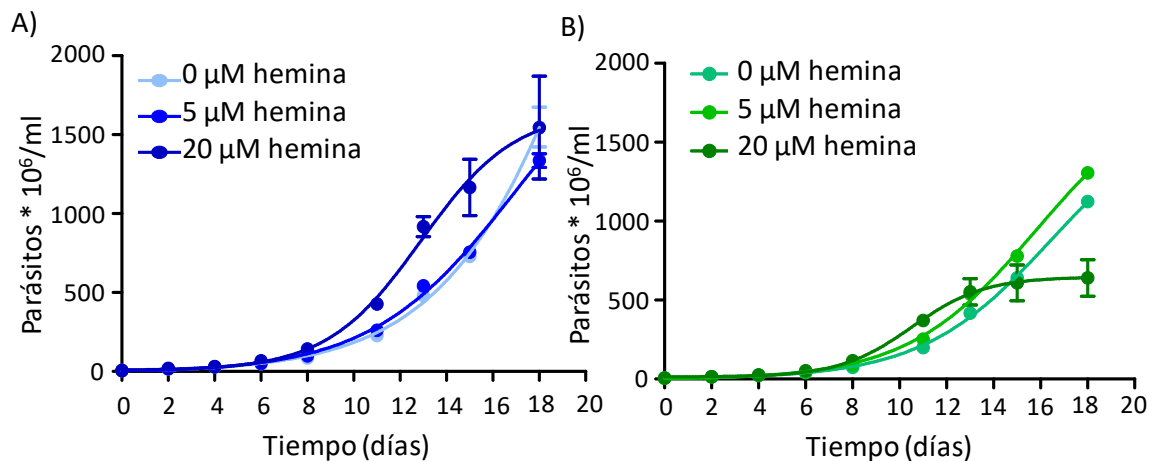 A)
2000
1500
1000
500
0
Parásitos * 10⁶/ml
0 µM hemina
5 µM hemina
20 µM hemina
0 2 4 6 8 10 12 14 16 18 20
Tiempo (días)
B)
2000
1500
1000
500
0
Parásitos * 10⁶/ml
0 µM hemina
5 µM hemina
20 µM hemina
0 2 4 6 8 10 12 14 16 18 20
Tiempo (días)